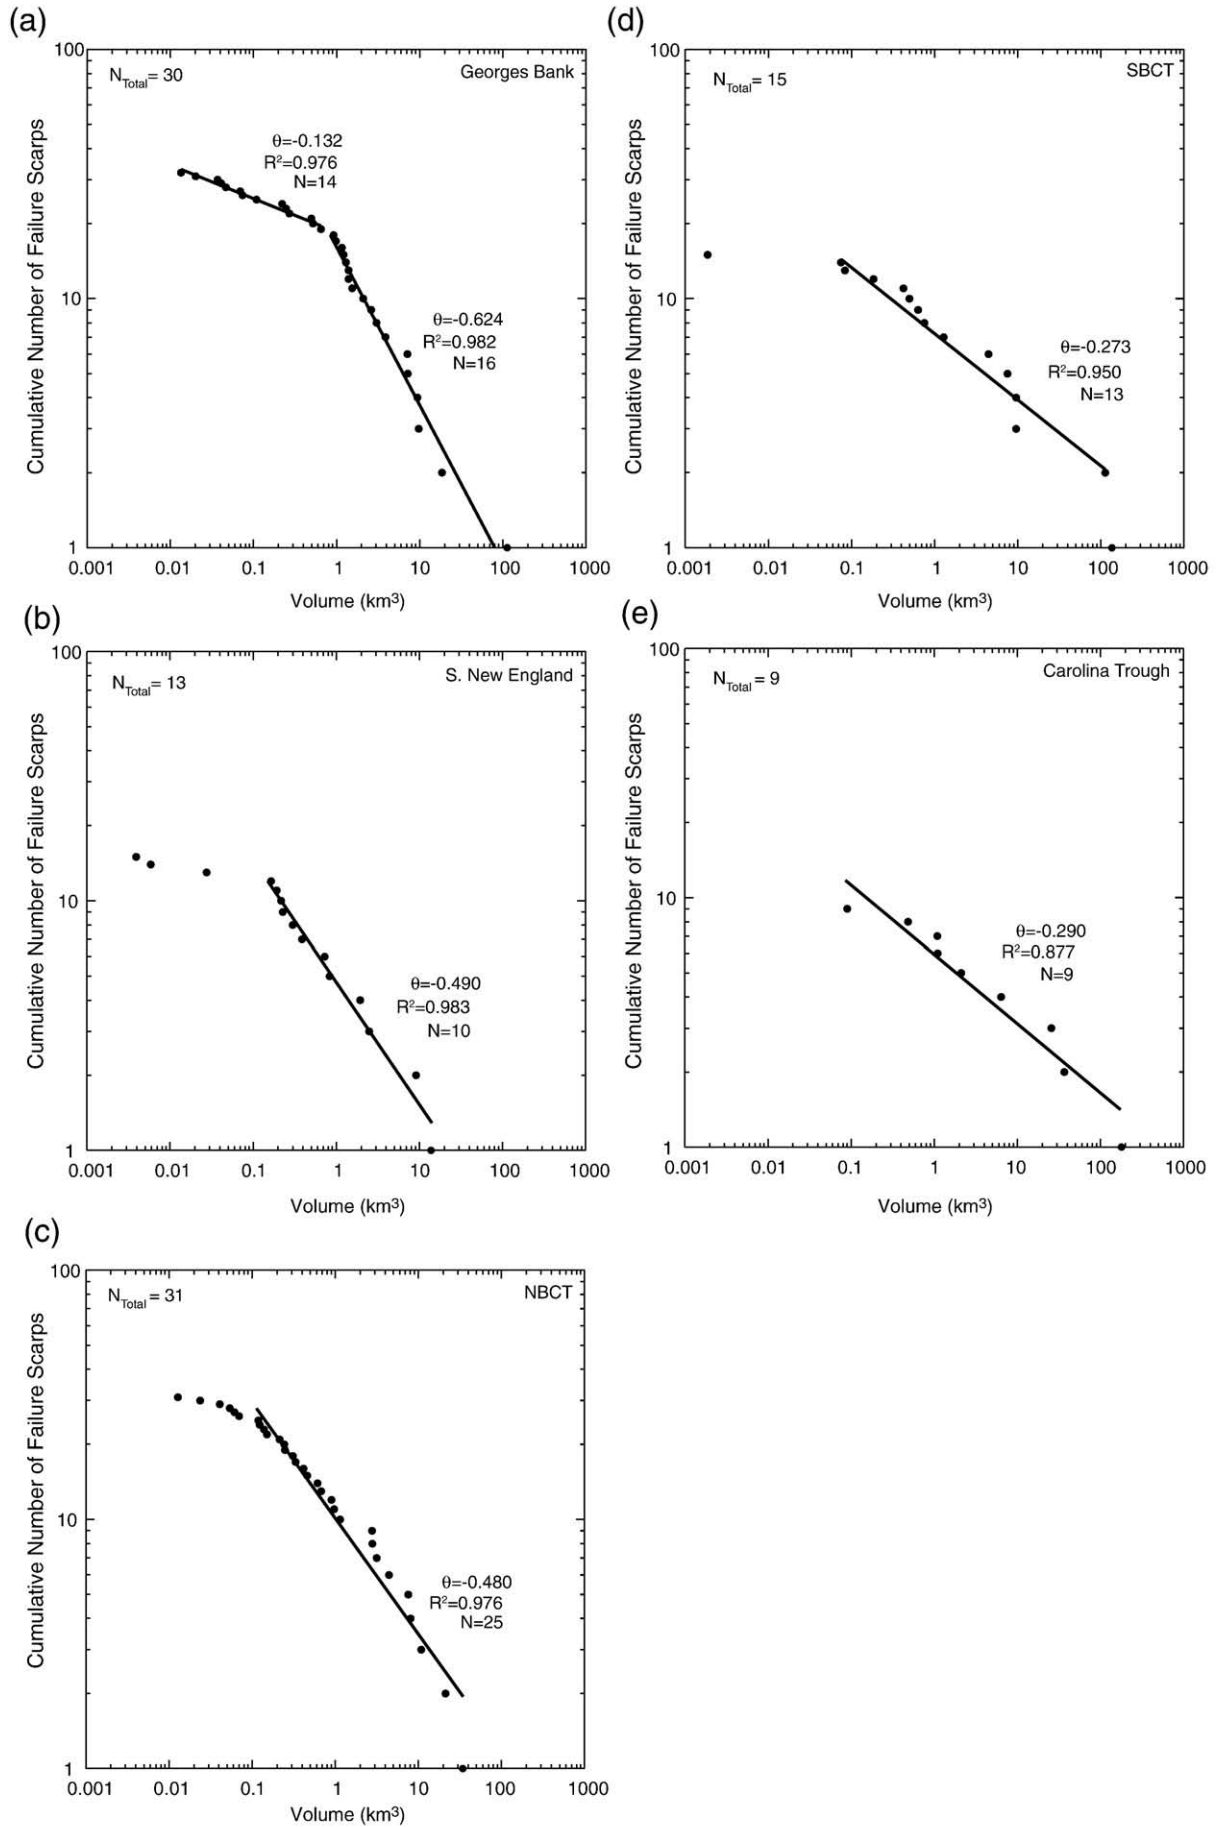 (a)
100
N_Total= 30
Georges Bank
θ=-0.132
R²=0.976
N=14
Cumulative Number of Failure Scarps
10
θ=-0.624
R²=0.982
N=16
1
0.001 0.01 0.1 1 10 100 1000
Volume (km³)
(d)
100
N_Total= 15
SBCT
Cumulative Number of Failure Scarps
10
θ=-0.273
R²=0.950
N=13
1
0.001 0.01 0.1 1 10 100 1000
Volume (km³)
(b)
100
N_Total= 13
S. New England
Cumulative Number of Failure Scarps
10
θ=-0.490
R²=0.983
N=10
1
0.001 0.01 0.1 1 10 100 1000
Volume (km³)
(e)
100
N_Total= 9
Carolina Trough
Cumulative Number of Failure Scarps
10
θ=-0.290
R²=0.877
N=9
1
0.001 0.01 0.1 1 10 100 1000
Volume (km³)
(c)
100
N_Total= 31
NBCT
Cumulative Number of Failure Scarps
10
θ=-0.480
R²=0.976
N=25
1
0.001 0.01 0.1 1 10 100 1000
Volume (km³)